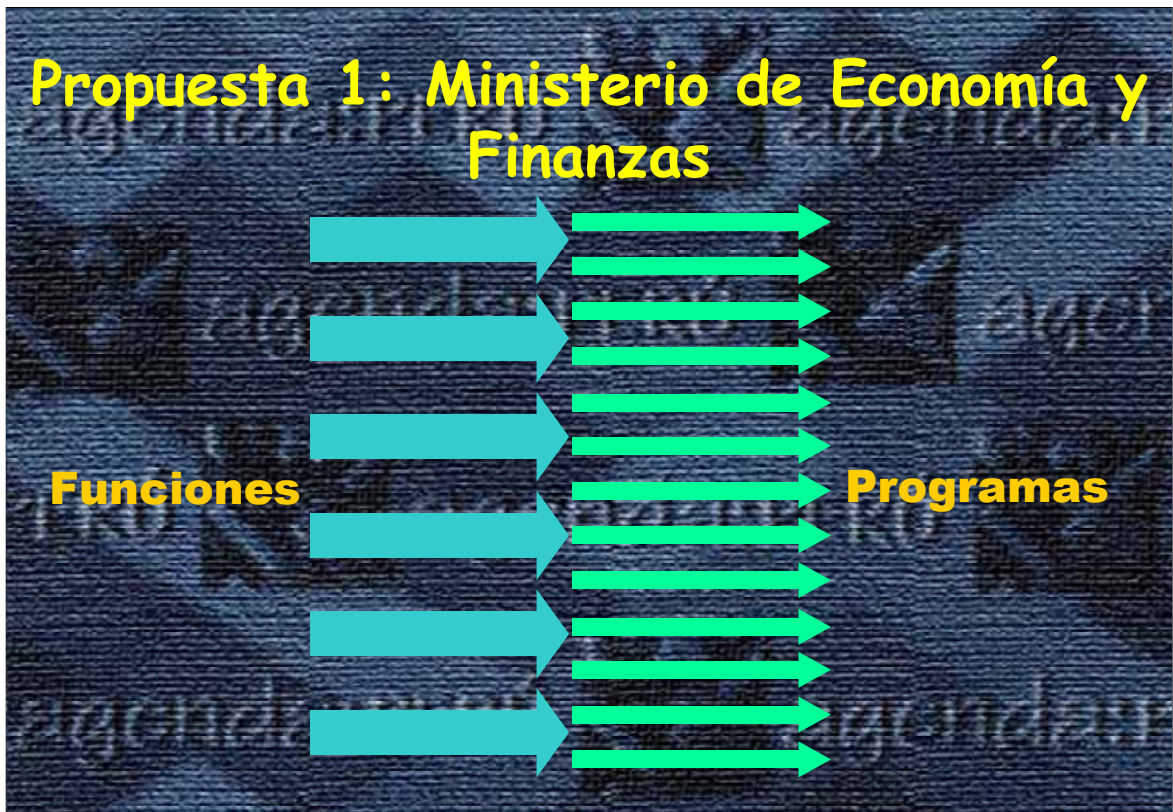 Propuesta 1: Ministerio de Economía y
Finanzas
Funciones
Programas